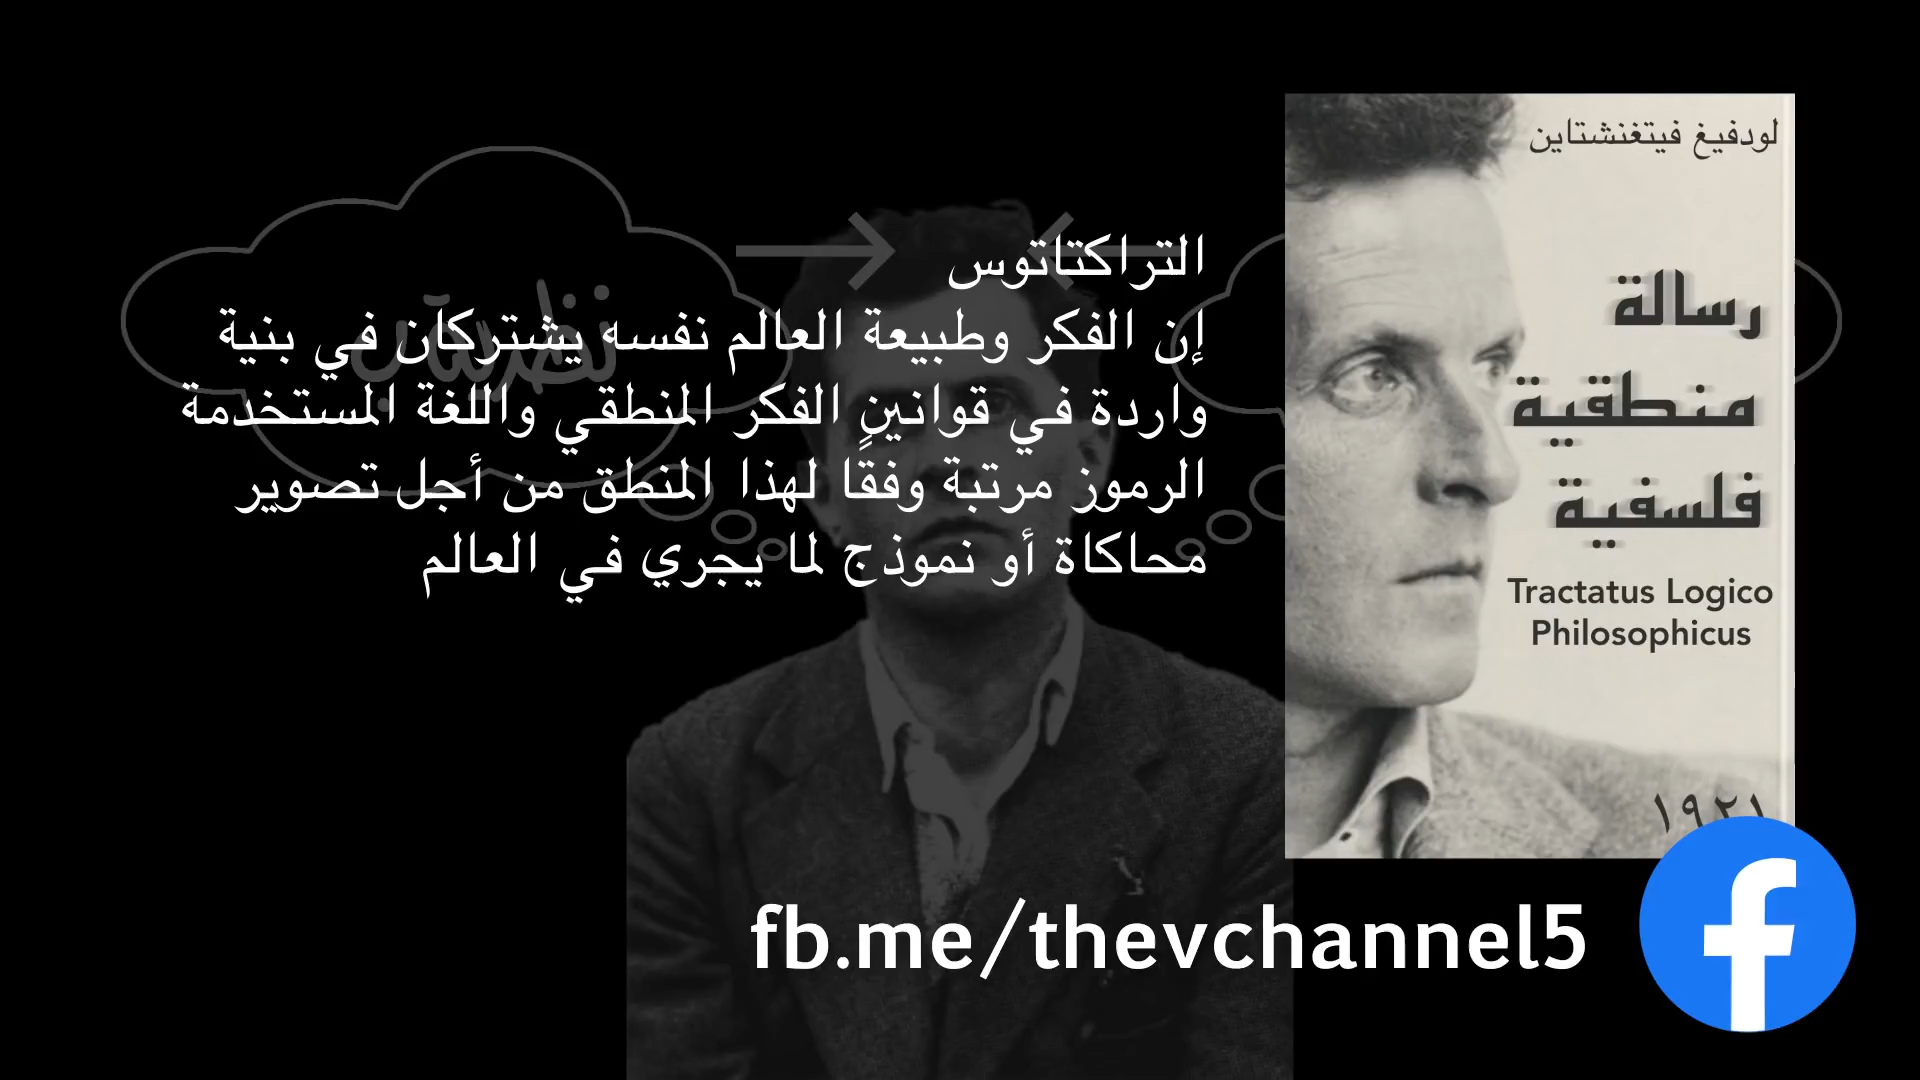 لودفيغ فيتغنشتاين
رسالة
منطقية
فلسفية
Tractatus Logico
Philosophicus
١٩٢١
التراكتاتوس
إن الفكر وطبيعة العالم نفسه يشتركان في بنية
واردة في قوانين الفكر المنطقي واللغة المستخدمة
الرموز مرتبة وفقًا لهذا المنطق من أجل تصوير
محاكاة أو نموذج لما يجري في العالم
fb.me/thevchannel5